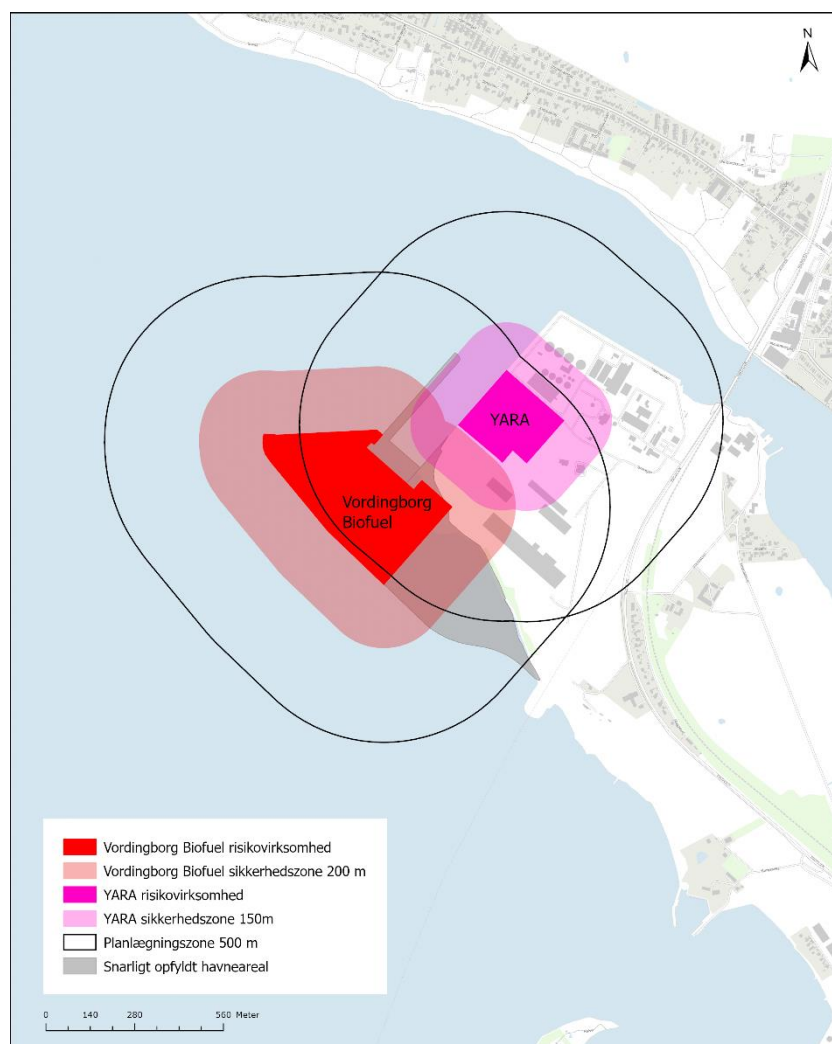 N
YARA
Vordingborg
Biofuel
Vordingborg Biofuel risikovirksomhed
Vordingborg Biofuel sikkerhedszone 200 m
YARA risikovirksomhed
YARA sikkerhedszone 150m
Planlægningszone 500 m
Snarligt opfyldt havneareal
0 140 280 560 Meter